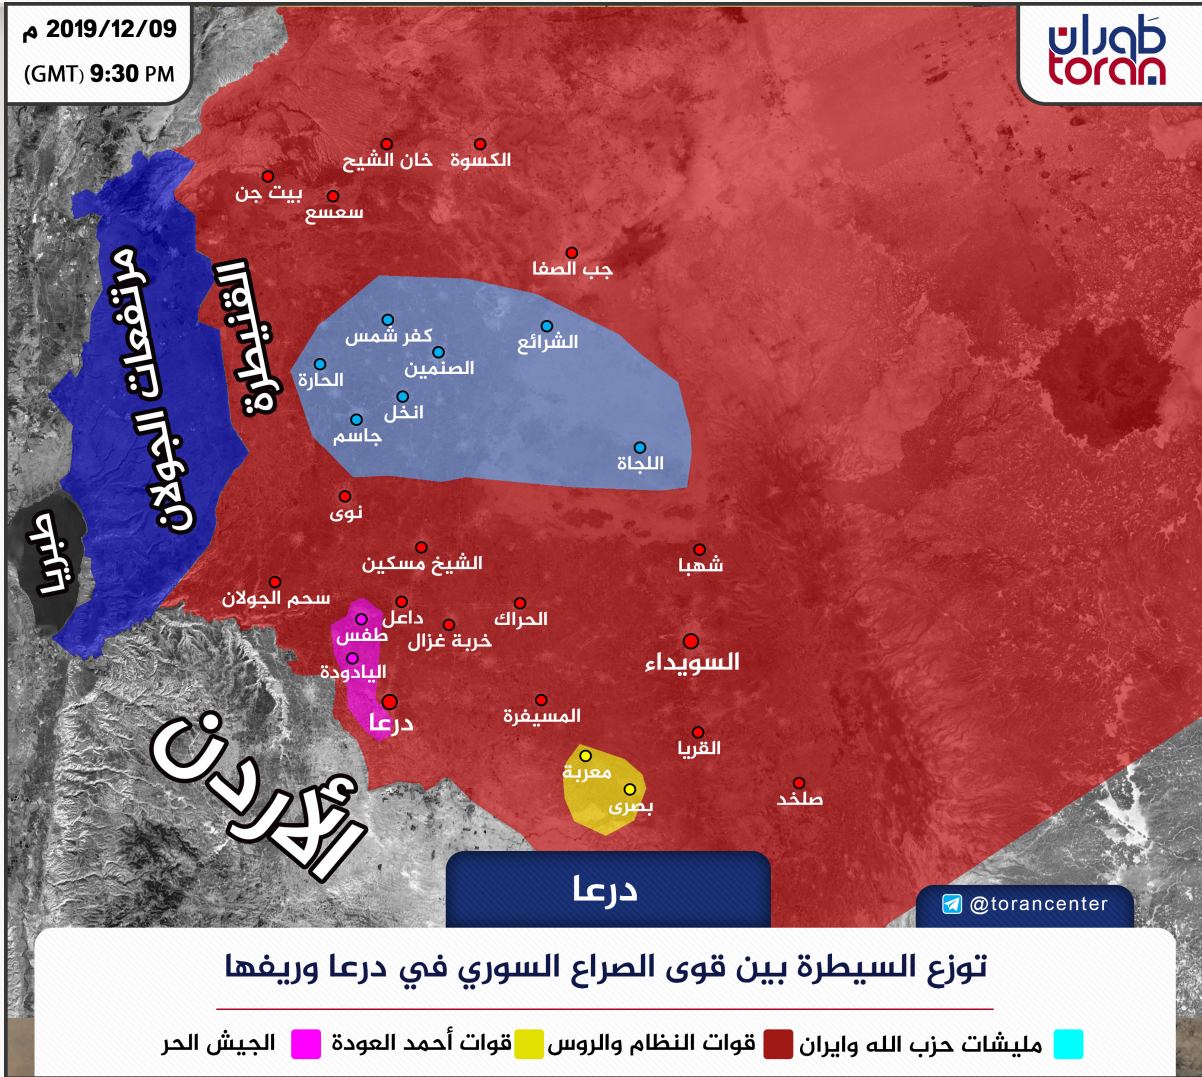 2019/12/09 م
(GMT) 9:30 PM
طوران
toran
خان الشيح
الكسوة
بيت جن
سعسع
جب الصفا
مرتفعات الجولان
القنيطرة
كفر شمس
الشرائع
الصنمين
الحارة
انخل
جاسم
اللجاة
نوى
طبريا
الشيخ مسكين
شهبا
سحم الجولان
داعل
الحراك
طفس
خربة غزال
السويداء
اليادودة
المسيفرة
درعا
القريا
معربة
بصرى
صلخد
الأردن
درعا
@torancenter
توزع السيطرة بين قوى الصراع السوري في درعا وريفها
مليشات حزب الله وايران
قوات النظام والروس
قوات أحمد العودة
الجيش الحر